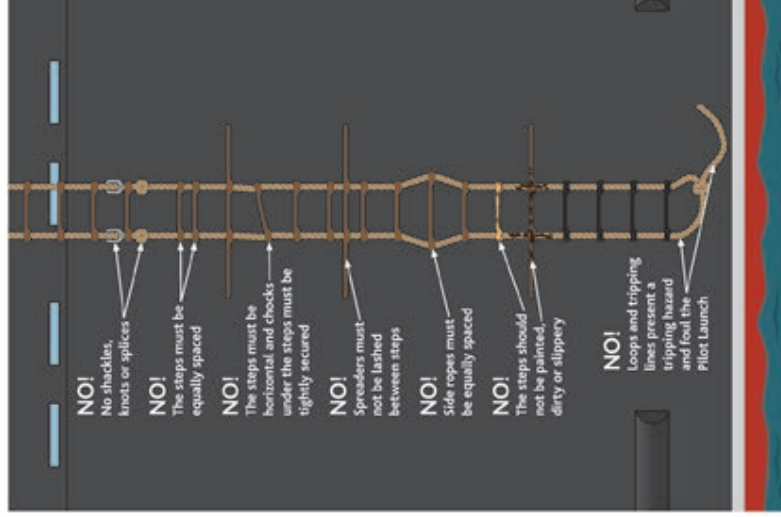 NO!
No shackles,
knots or splices
NO!
The steps must be
equally spaced
NO!
The steps must be
horizontal and chocks
under the steps must be
tightly secured
NO!
Spreaders must
not be lashed
between steps
NO!
Side ropes must
be equally spaced
NO!
The steps should
not be painted,
dirty or slippery
NO!
Loops and tripping
lines present a
tripping hazard
and foul the
Pilot Launch